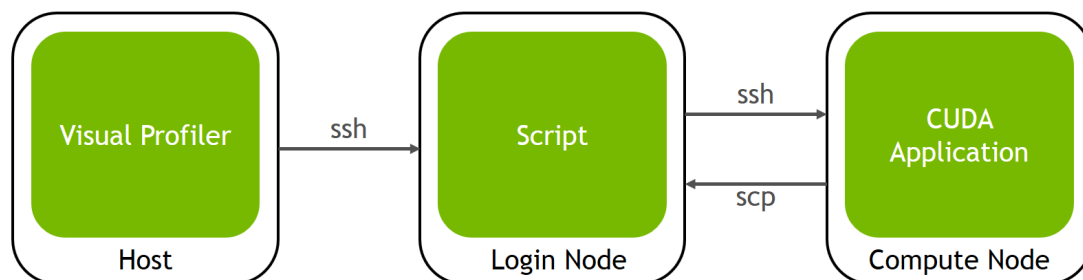 Visual Profiler
Host
ssh
Script
Login Node
ssh
scp
CUDA
Application
Compute Node